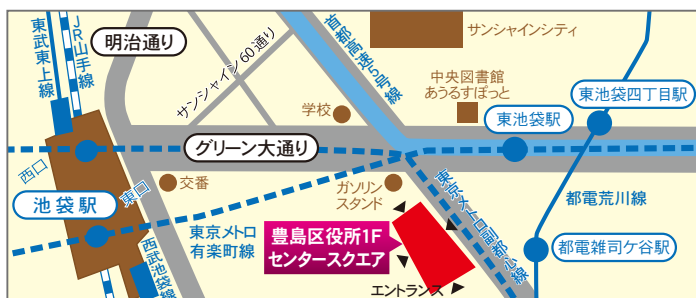 東武東上線
JR山手線
明治通り
サンシャイン60通り
首都高速5号線
サンシャインシティ
中央図書館
あうるすぽっと
東池袋四丁目駅
学校
東池袋駅
グリーン大通り
西口
東口
交番
ガソリン
スタンド
池袋駅
東京メトロ
有楽町線
豊島区役所1F
センタースクエア
東京メトロ副都心線
都電荒川線
都電雑司ケ谷駅
西武池袋線
エントランス